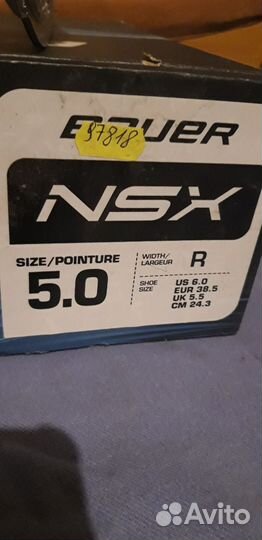 BAUER
97818
NSX
SIZE/POINTURE
5.0
WIDTH/
LARGEUR
R
SHOE
SIZE
US 6.0
EUR 38.5
UK 5.5
CM 24.3
Avito